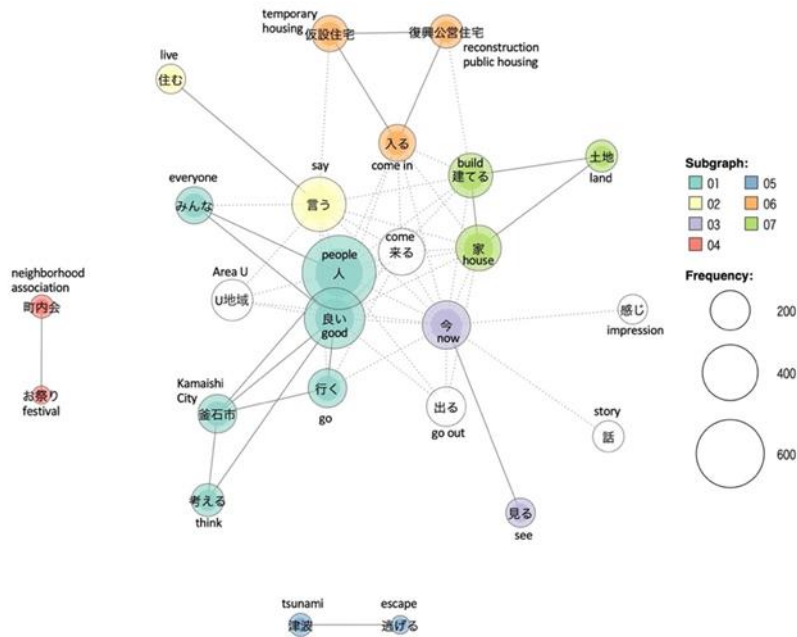 temporary
housing
仮設住宅
復興公営住宅
reconstruction
public housing
live
住む
入る
come in
say
言う
build
建てる
土地
land
everyone
みんな
come
来る
家
house
people
人
Area U
U地域
良い
good
今
now
感じ
impression
neighborhood
association
町内会
お祭り
festival
Kamaishi
City
釜石市
行く
go
出る
go out
story
話
考える
think
見る
see
tsunami
津波
escape
逃げる
Subgraph:
01 05
02 06
03 07
04
Frequency:
200
400
600